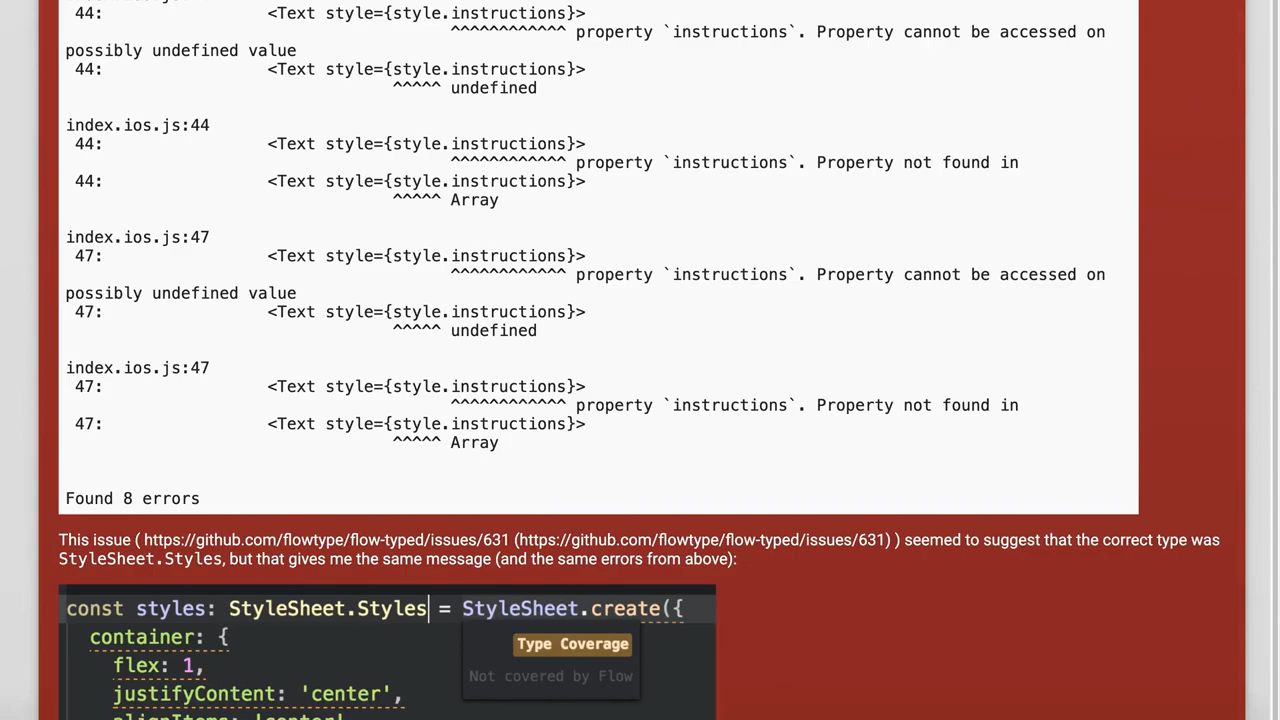 44:                 <Text style={style.instructions}>
                                       ^^^^^^^^^^^^ property `instructions`. Property cannot be accessed on
possibly undefined value
44:                 <Text style={style.instructions}>
                                 ^^^^^ undefined
index.ios.js:44
44:                 <Text style={style.instructions}>
                                       ^^^^^^^^^^^^ property `instructions`. Property not found in
44:                 <Text style={style.instructions}>
                                 ^^^^^ Array
index.ios.js:47
47:                 <Text style={style.instructions}>
                                       ^^^^^^^^^^^^ property `instructions`. Property cannot be accessed on
possibly undefined value
47:                 <Text style={style.instructions}>
                                 ^^^^^ undefined
index.ios.js:47
47:                 <Text style={style.instructions}>
                                       ^^^^^^^^^^^^ property `instructions`. Property not found in
47:                 <Text style={style.instructions}>
                                 ^^^^^ Array
Found 8 errors
This issue ( https://github.com/flowtype/flow-typed/issues/631 (https://github.com/flowtype/flow-typed/issues/631) ) seemed to suggest that the correct type was
StyleSheet.Styles, but that gives me the same message (and the same errors from above):
const styles: StyleSheet.Styles = StyleSheet.create({
container: {
Type Coverage
flex: 1,
Not covered by Flow
justifyContent: 'center',
alignItems: 'center'